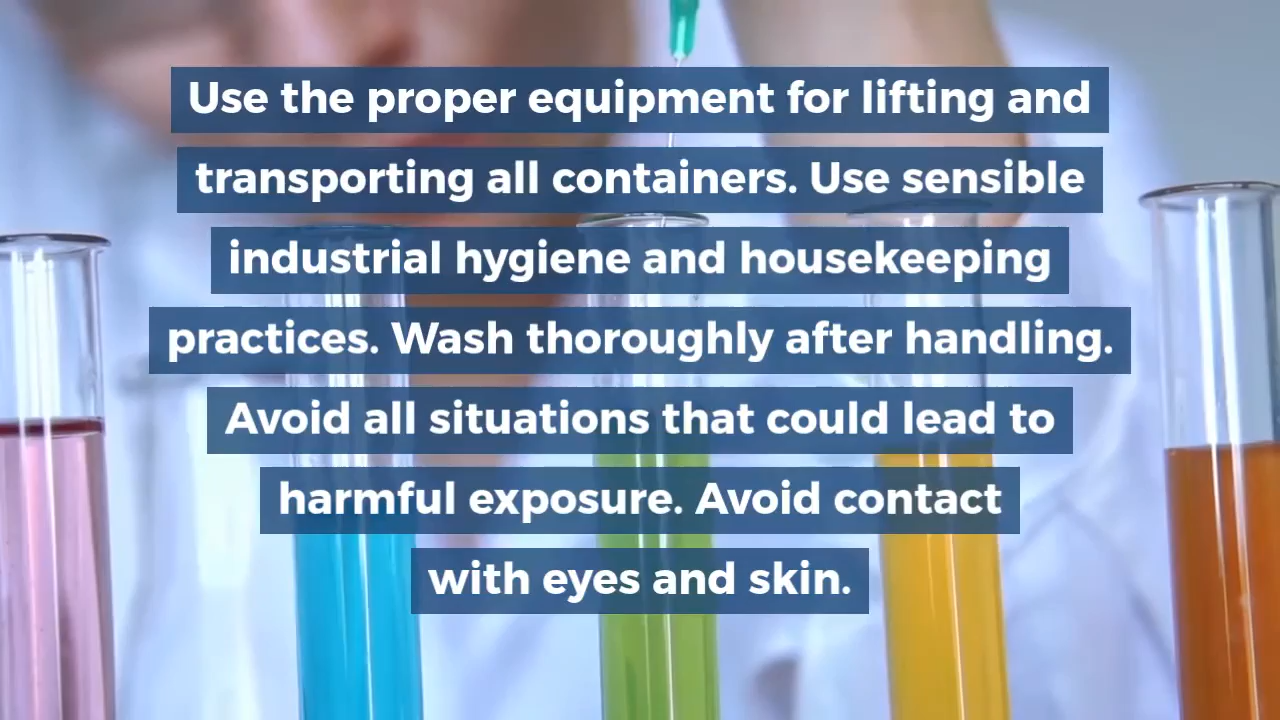 Use the proper equipment for lifting and
transporting all containers. Use sensible
industrial hygiene and housekeeping
practices. Wash thoroughly after handling.
Avoid all situations that could lead to
harmful exposure. Avoid contact
with eyes and skin.